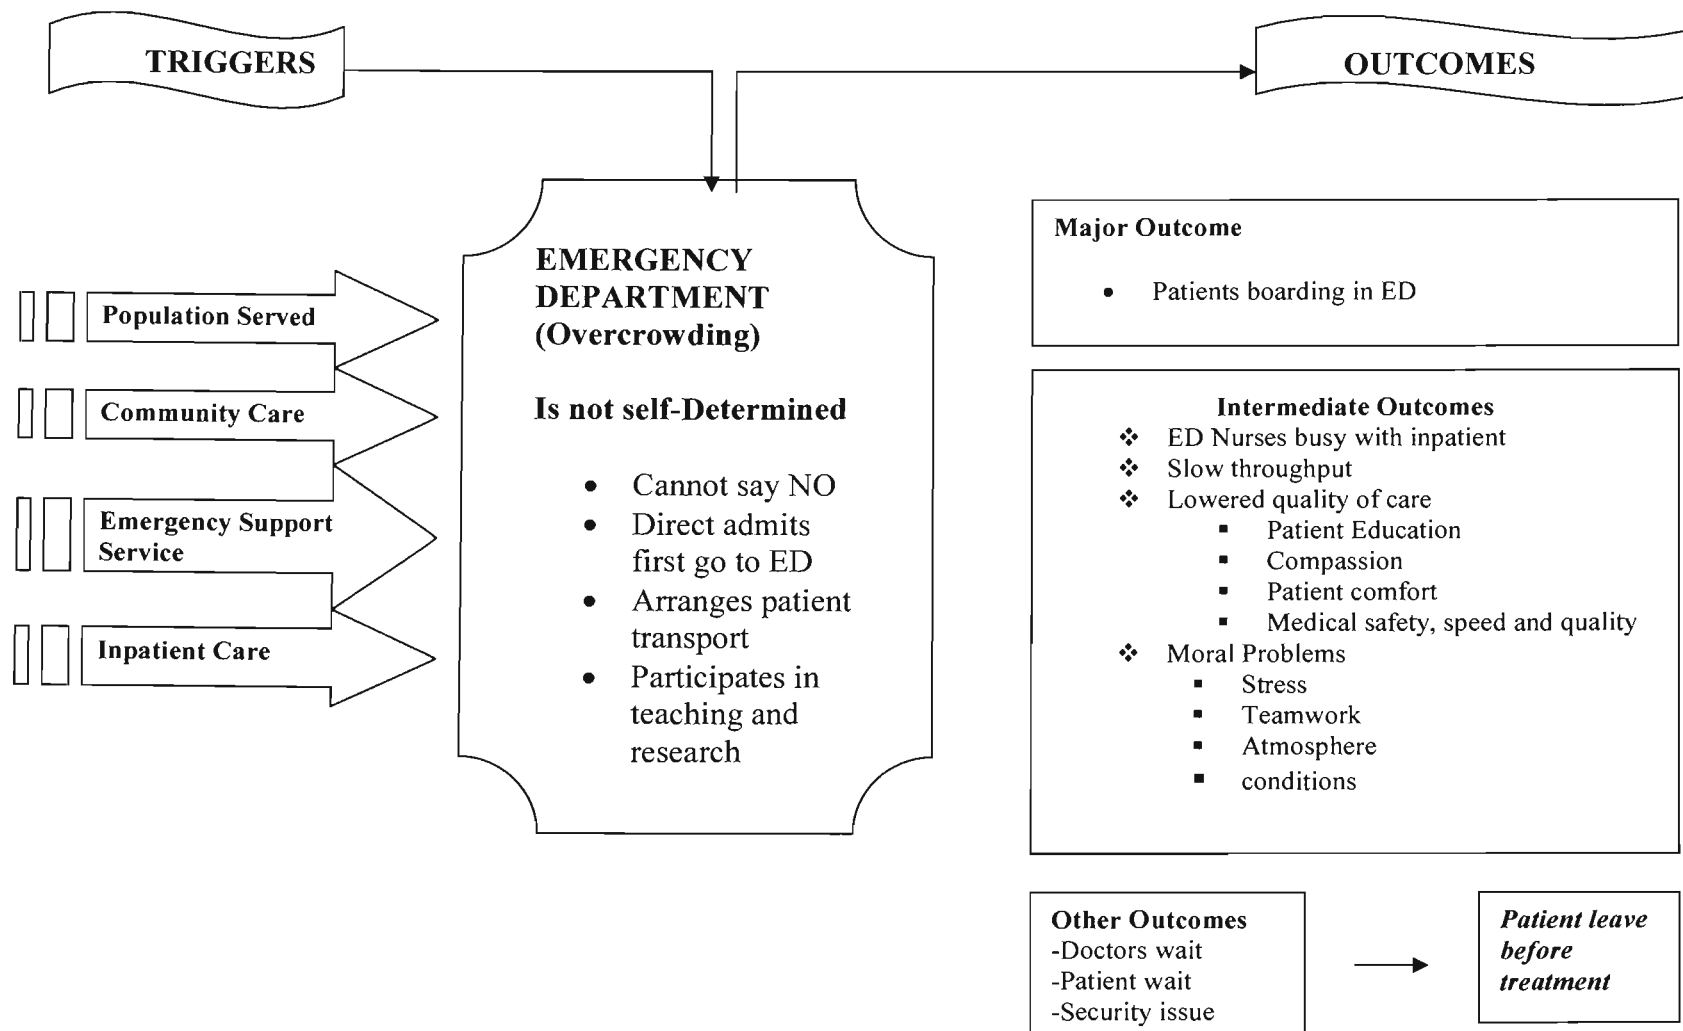 TRIGGERS
OUTCOMES
Population Served
Community Care
Emergency Support
Service
Inpatient Care
EMERGENCY
DEPARTMENT
(Overcrowding)
Is not self-Determined
• Cannot say NO
• Direct admits
first go to ED
• Arranges patient
transport
• Participates in
teaching and
research
Major Outcome
• Patients boarding in ED
Intermediate Outcomes
❖ ED Nurses busy with inpatient
❖ Slow throughput
❖ Lowered quality of care
▪ Patient Education
▪ Compassion
▪ Patient comfort
▪ Medical safety, speed and quality
❖ Moral Problems
▪ Stress
▪ Teamwork
▪ Atmosphere
▪ conditions
Other Outcomes
-Doctors wait
-Patient wait
-Security issue
Patient leave
before
treatment